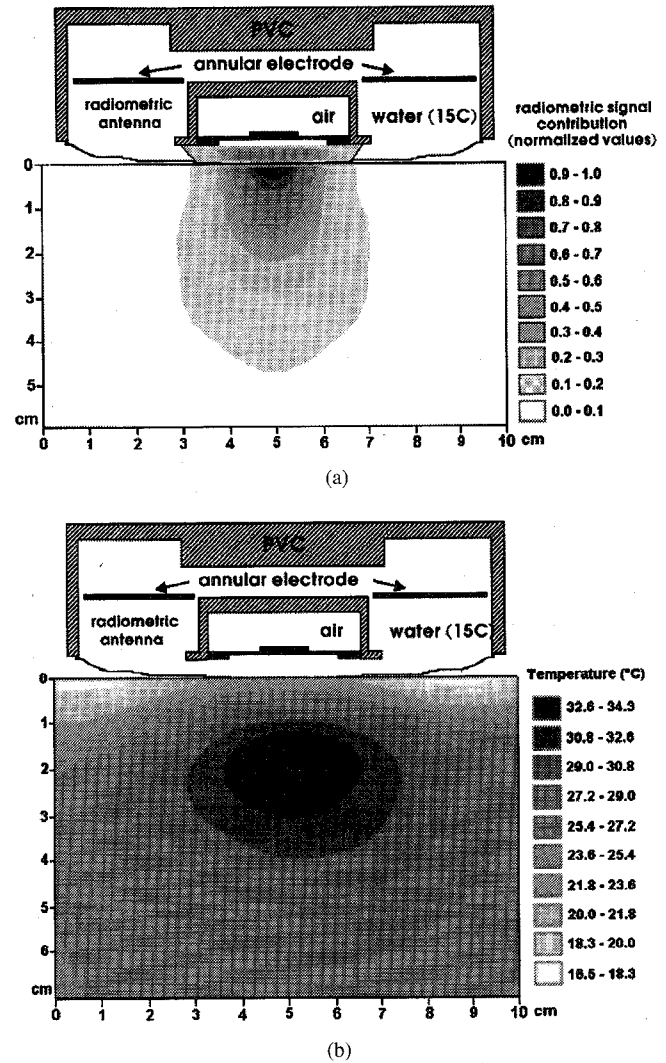 PVC
annular electrode
radiometric
antenna
air
water (15C)
radiometric signal
contribution
(normalized values)
0.9 - 1.0
0.8 - 0.9
0.7 - 0.8
0.6 - 0.7
0.5 - 0.6
0.4 - 0.5
0.3 - 0.4
0.2 - 0.3
0.1 - 0.2
0.0 - 0.1
0
1
2
3
4
5
cm
0 1 2 3 4 5 6 7 8 9 10 cm
(a)
PVC
annular electrode
radiometric
antenna
air
water (15C)
Temperature (°C)
32.6 - 34.3
30.8 - 32.6
29.0 - 30.8
27.2 - 29.0
25.4 - 27.2
23.6 - 25.4
21.8 - 23.6
20.0 - 21.8
18.3 - 20.0
16.5 - 18.3
0
1
2
3
4
5
6
cm
0 1 2 3 4 5 6 7 8 9 10 cm
(b)